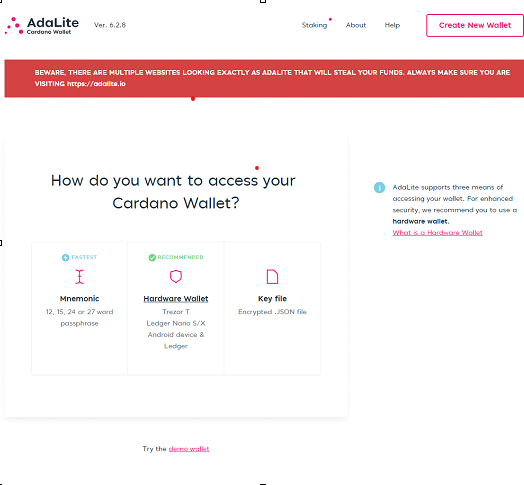 AdaLite
Cardano Wallet
Ver. 6.2.8
Staking
About
Help
Create New Wallet
BEWARE, THERE ARE MULTIPLE WEBSITES LOOKING EXACTLY AS ADALITE THAT WILL STEAL YOUR FUNDS. ALWAYS MAKE SURE YOU ARE
VISITING https://adalite.io
How do you want to access your
Cardano Wallet?
FASTEST
Mnemonic
12, 15, 24 or 27 word
passphrase
RECOMMENDED
Hardware Wallet
Trezor T
Ledger Nano S/X
Android device &
Ledger
Key file
Encrypted .JSON file
i
AdaLite supports three means of
accessing your wallet. For enhanced
security, we recommend you to use a
hardware wallet.
What is a Hardware Wallet
Try the demo wallet